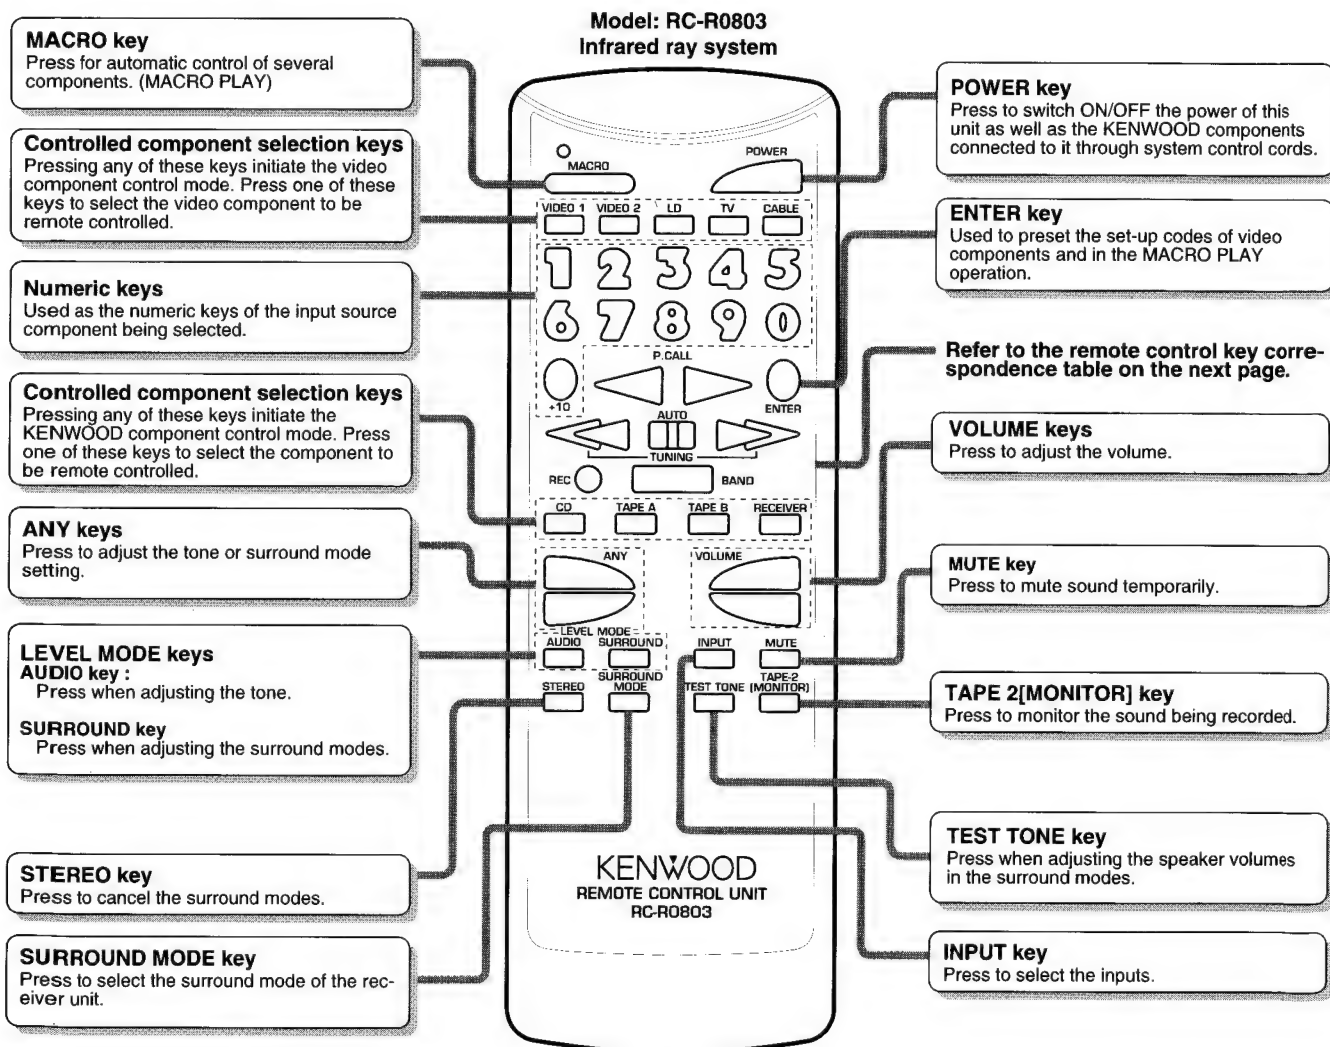 Model: RC-R0803
Infrared ray system
MACRO key
Press for automatic control of several
components. (MACRO PLAY)
Controlled component selection keys
Pressing any of these keys initiate the video
component control mode. Press one of these
keys to select the video component to be
remote controlled.
Numeric keys
Used as the numeric keys of the input source
component being selected.
Controlled component selection keys
Pressing any of these keys initiate the
KENWOOD component control mode. Press
one of these keys to select the component to
be remote controlled.
ANY keys
Press to adjust the tone or surround mode
setting.
LEVEL MODE keys
AUDIO key :
Press when adjusting the tone.
SURROUND key
Press when adjusting the surround modes.
STEREO key
Press to cancel the surround modes.
SURROUND MODE key
Press to select the surround mode of the rec-
eiver unit.
MACRO
POWER
VIDEO 1 VIDEO 2 LD TV CABLE
1 2 3 4 5
6 7 8 9 0
P.CALL
+10
ENTER
AUTO
TUNING
REC
BAND
CD TAPE A TAPE B RECEIVER
ANY
VOLUME
LEVEL MODE
AUDIO SURROUND INPUT MUTE
STEREO
SURROUND
MODE
TEST TONE
TAPE-2
[MONITOR]
KENWOOD
REMOTE CONTROL UNIT
RC-R0803
POWER key
Press to switch ON/OFF the power of this
unit as well as the KENWOOD components
connected to it through system control cords.
ENTER key
Used to preset the set-up codes of video
components and in the MACRO PLAY
operation.
Refer to the remote control key corre-
spondence table on the next page.
VOLUME keys
Press to adjust the volume.
MUTE key
Press to mute sound temporarily.
TAPE 2[MONITOR] key
Press to monitor the sound being recorded.
TEST TONE key
Press when adjusting the speaker volumes
in the surround modes.
INPUT key
Press to select the inputs.